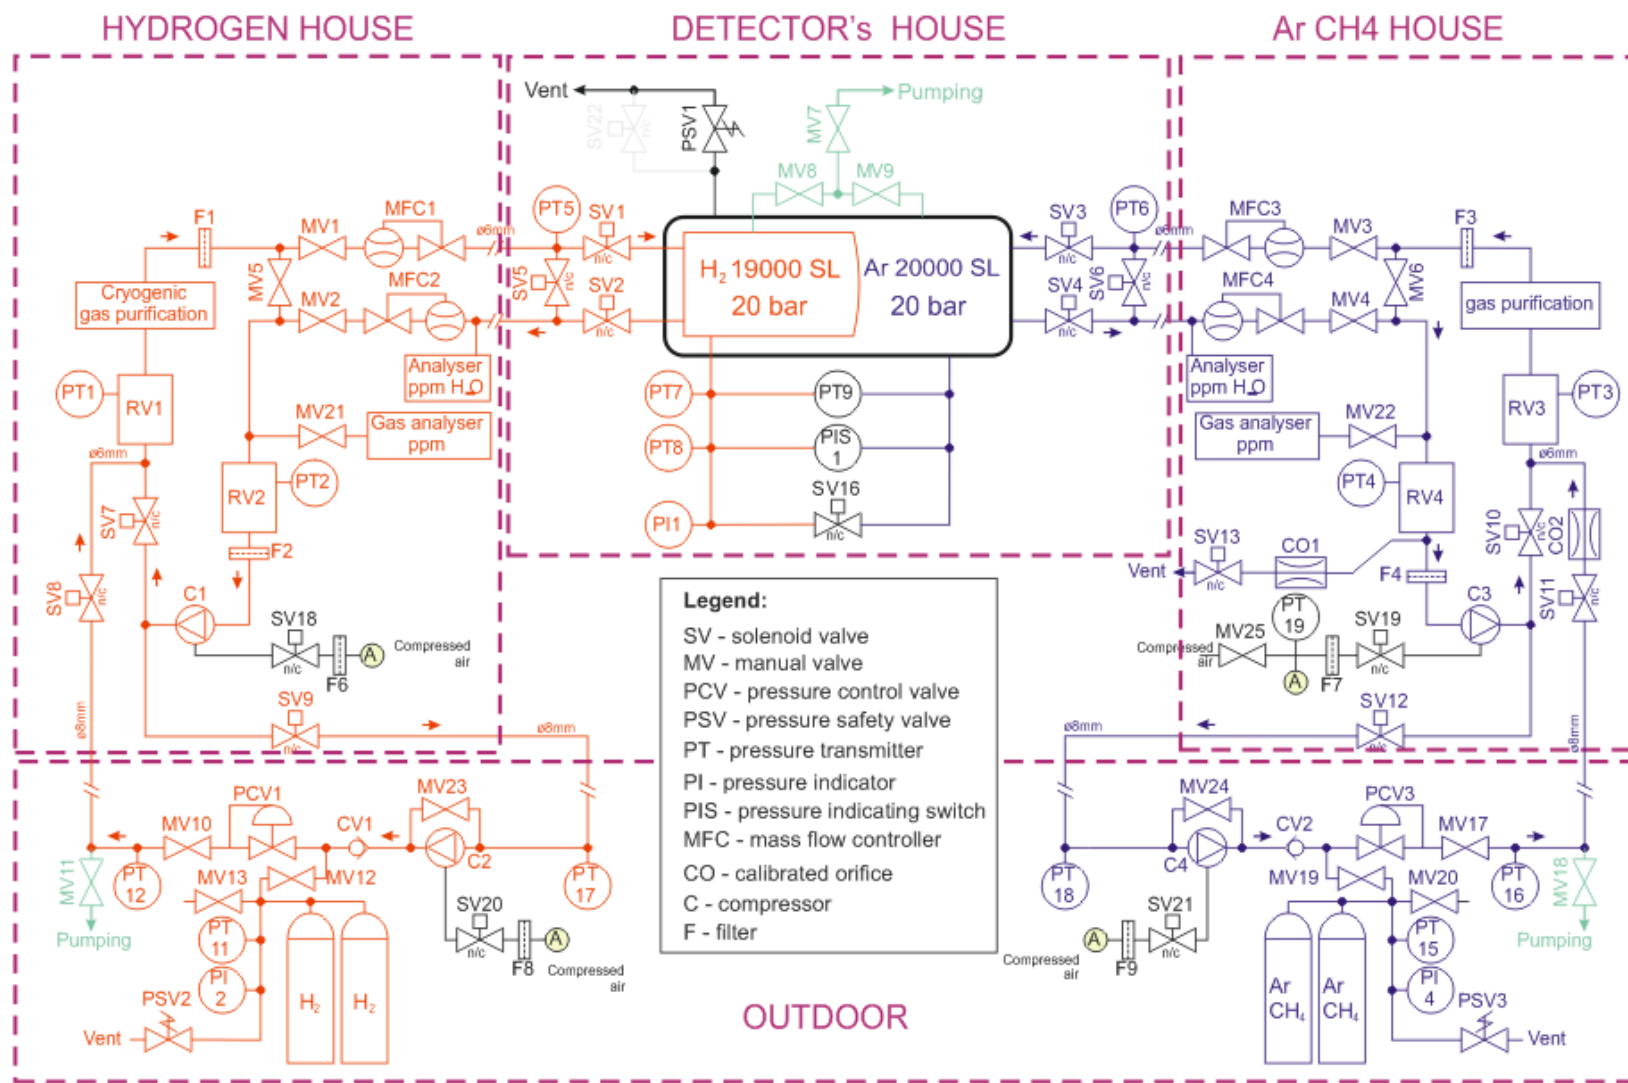 HYDROGEN HOUSE
DETECTOR's HOUSE
Ar CH4 HOUSE
Vent
SV22
n/c
PSV1
MV7
Pumping
MV8
MV9
F1
MV1
MFC1
ø6mm
PT5
SV1
n/c
SV3
n/c
PT6
ø6mm
MFC3
MV3
F3
MV5
MV2
MFC2
SV5
n/c
SV2
n/c
H₂ 19000 SL
20 bar
Ar 20000 SL
20 bar
SV4
n/c
SV6
n/c
MFC4
MV4
MV6
Cryogenic
gas purification
gas purification
Analyser
ppm H₂O
Analyser
ppm H₂O
PT1
RV1
MV21
Gas analyser
ppm
PT7
PT9
PT8
PIS
1
SV16
n/c
PI1
Gas analyser
ppm
MV22
RV3
PT3
ø6mm
ø6mm
SV7
n/c
RV2
PT2
F2
PT4
RV4
SV10
n/c
CO2
SV8
n/c
C1
SV18
n/c
F6
A
Compressed
air
SV13
n/c
Vent
CO1
F4
C3
SV11
n/c
PT
19
MV25
Compressed
air
A
F7
SV19
n/c
SV9
n/c
ø8mm
ø8mm
SV12
n/c
ø8mm
ø8mm
Legend:
SV - solenoid valve
MV - manual valve
PCV - pressure control valve
PSV - pressure safety valve
PT - pressure transmitter
PI - pressure indicator
PIS - pressure indicating switch
MFC - mass flow controller
CO - calibrated orifice
C - compressor
F - filter
MV10
PCV1
CV1
MV23
C2
MV11
PT
12
MV13
MV12
PT
17
Pumping
PT
11
PI
2
PSV2
Vent
H₂
H₂
SV20
n/c
F8
A
Compressed
air
MV24
C4
CV2
PCV3
MV17
PT
18
MV19
MV20
PT
16
MV18
Pumping
SV21
n/c
F9
A
Compressed
air
Ar
CH₄
Ar
CH₄
PT
15
PI
4
PSV3
Vent
OUTDOOR